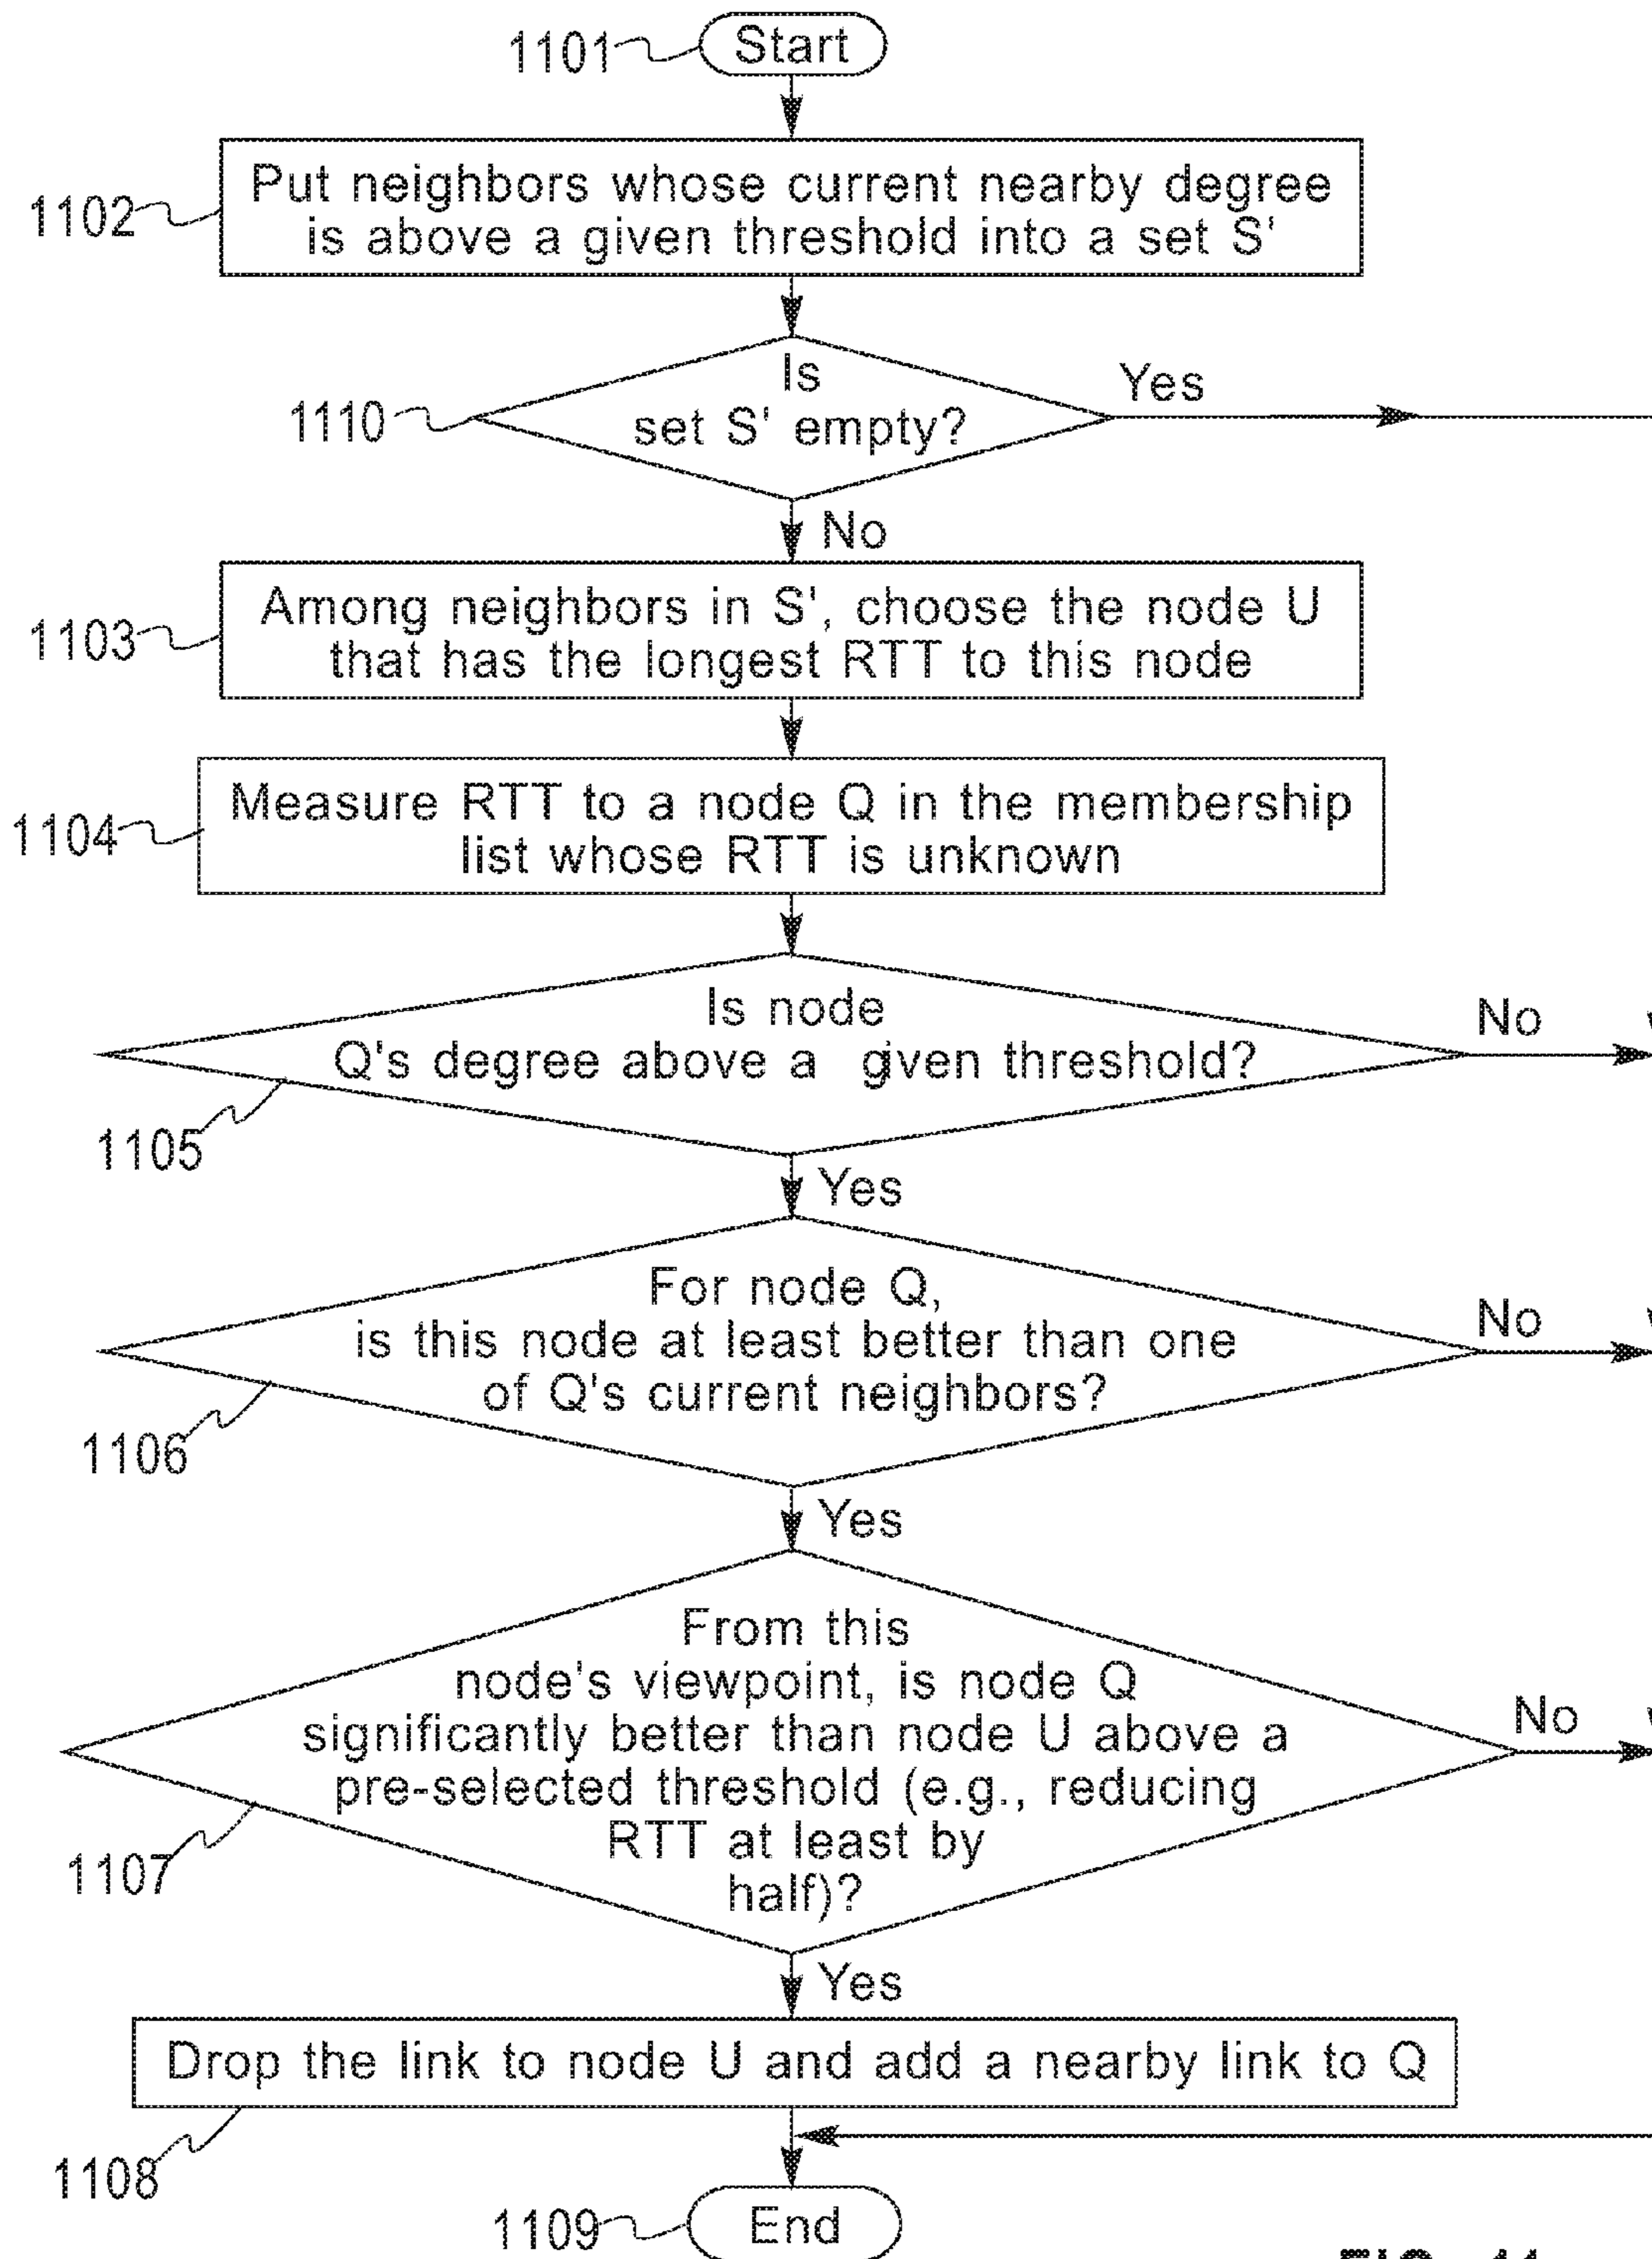 1101
Start
1102
Put neighbors whose current nearby degree
is above a given threshold into a set S'
1110
Is
set S' empty?
Yes
No
1103
Among neighbors in S', choose the node U
that has the longest RTT to this node
1104
Measure RTT to a node Q in the membership
list whose RTT is unknown
Is node
Q's degree above a given threshold?
No
1105
Yes
For node Q,
is this node at least better than one
of Q's current neighbors?
No
1106
Yes
From this
node's viewpoint, is node Q
significantly better than node U above a
pre-selected threshold (e.g., reducing
RTT at least by
half)?
No
1107
Yes
Drop the link to node U and add a nearby link to Q
1108
1109
End